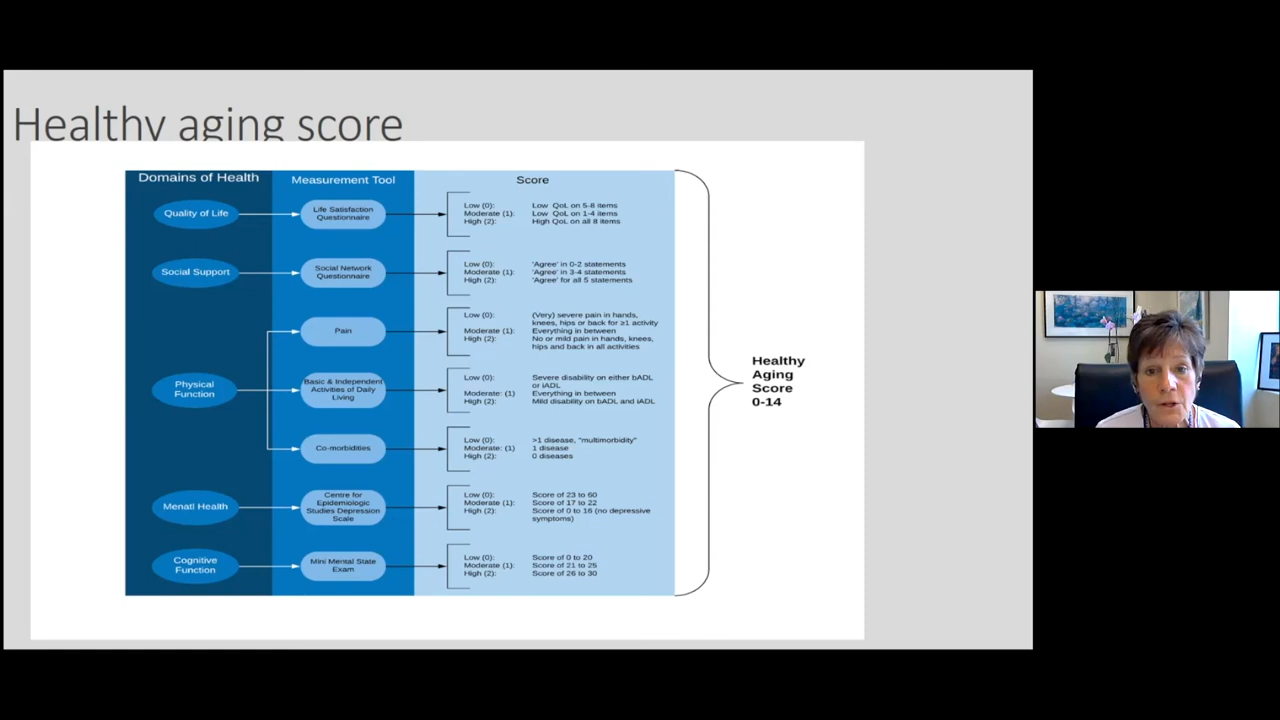 Healthy aging score
Domains of Health
Measurement Tool
Score
Quality of Life
Life Satisfaction
Questionnaire
Low (0): Low QoL on 5-8 items
Moderate (1): Low QoL on 1-4 items
High (2): High QoL on all 8 items
Social Support
Social Network
Questionnaire
Low (0): 'Agree' in 0-2 statements
Moderate (1): 'Agree' in 3-4 statements
High (2): 'Agree' for all 5 statements
Physical
Function
Pain
Low (0): (Very) severe pain in hands,
knees, hips or back for ≥1 activity
Moderate (1): Everything in between
High (2): No or mild pain in hands, knees,
hips and back in all activities
Basic & Independent
Activities of Daily
Living
Low (0): Severe disability on either bADL
or iADL
Moderate: (1) Everything in between
High (2): Mild disability on bADL and iADL
Co-morbidities
Low (0): >1 disease, "multimorbidity"
Moderate: (1) 1 disease
High (2): 0 diseases
Menatl Health
Centre for
Epidemiologic
Studies Depression
Scale
Low (0): Score of 23 to 60
Moderate (1): Score of 17 to 22
High (2): Score of 0 to 16 (no depressive
symptoms)
Cognitive
Function
Mini Mental State
Exam
Low (0): Score of 0 to 20
Moderate (1): Score of 21 to 25
High (2): Score of 26 to 30
Healthy
Aging
Score
0-14